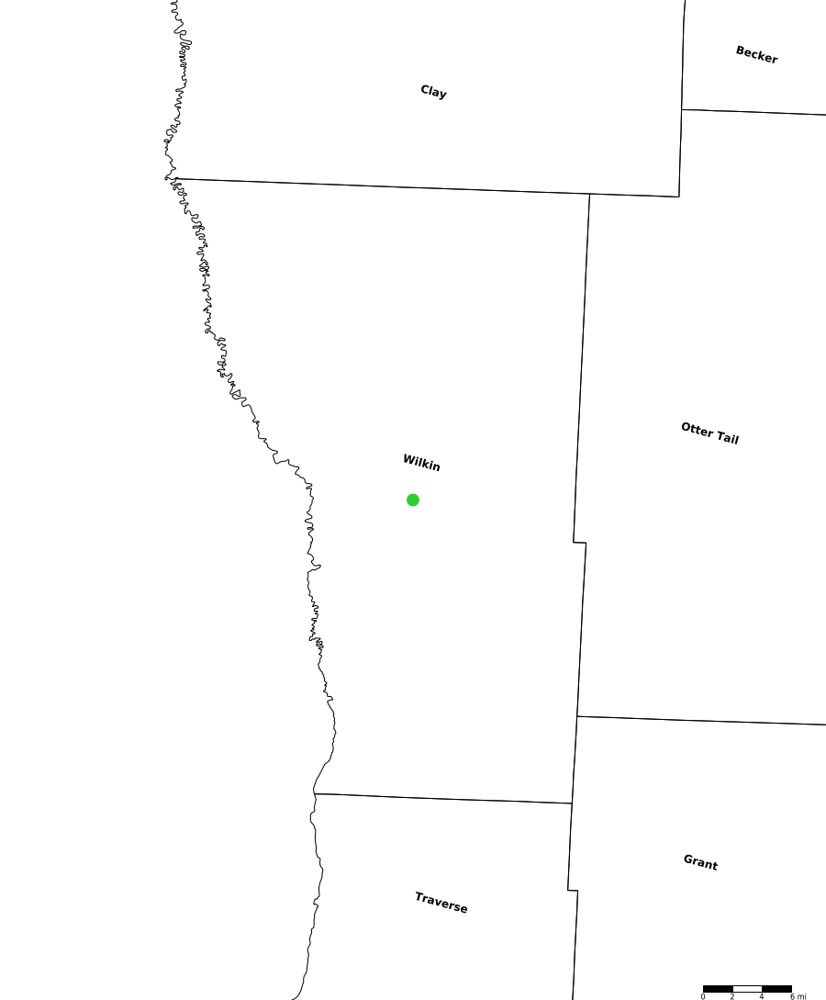 Becker
Clay
Otter Tail
Wilkin
Grant
Traverse
0 2 4 6 mi